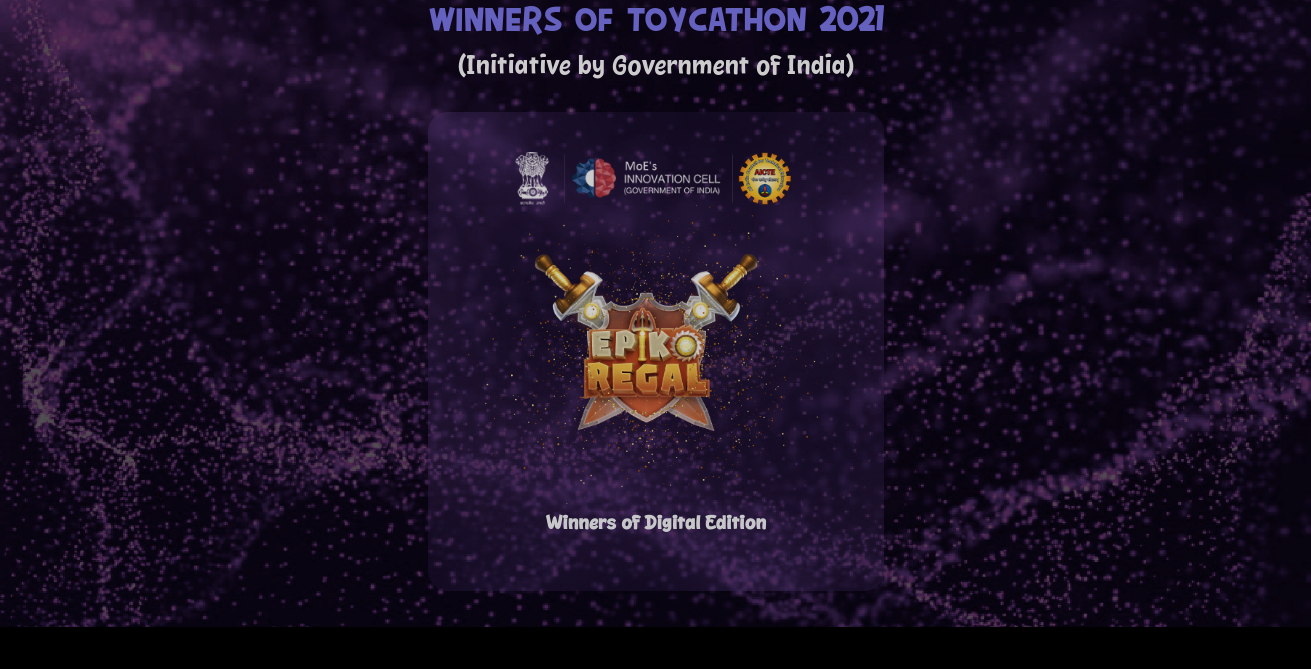 WINNERS OF TOYCATHON 2021
(Initiative by Government of India)
MoE's
INNOVATION CELL
(GOVERNMENT OF INDIA)
AICTE
EPIKO
REGAL
Winners of Digital Edition